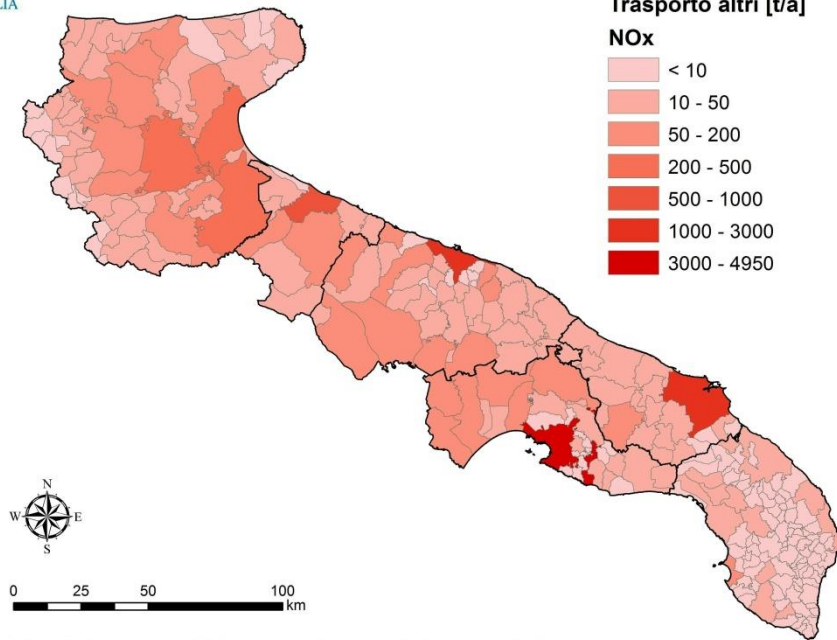 LIA
Trasporto altri [t/a]
NOx
< 10
10 - 50
50 - 200
200 - 500
500 - 1000
1000 - 3000
3000 - 4950
N
W E
S
0 25 50 100
km